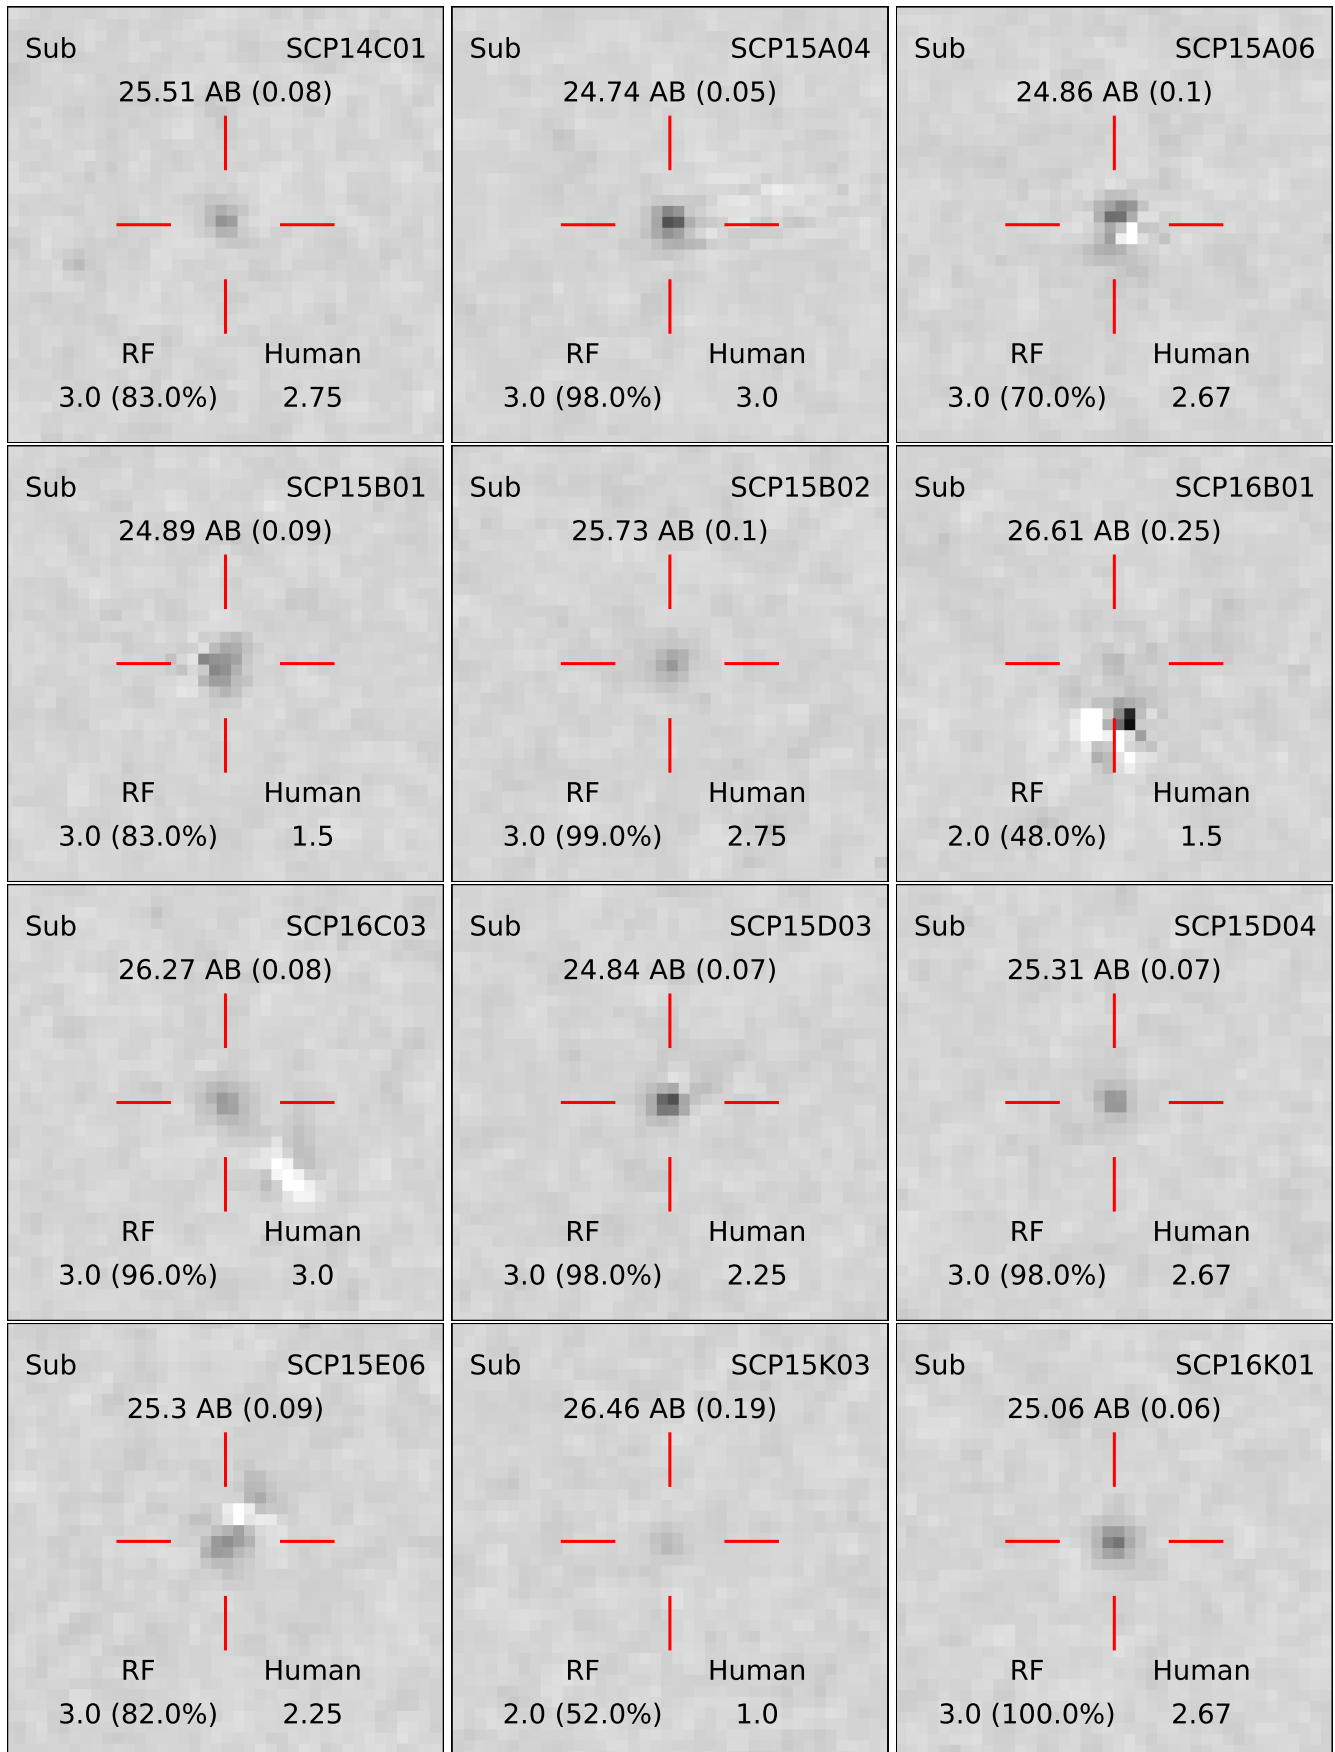 Sub SCP14C01
25.51 AB (0.08)
RF Human
3.0 (83.0%) 2.75
Sub SCP15A04
24.74 AB (0.05)
RF Human
3.0 (98.0%) 3.0
Sub SCP15A06
24.86 AB (0.1)
RF Human
3.0 (70.0%) 2.67
Sub SCP15B01
24.89 AB (0.09)
RF Human
3.0 (83.0%) 1.5
Sub SCP15B02
25.73 AB (0.1)
RF Human
3.0 (99.0%) 2.75
Sub SCP16B01
26.61 AB (0.25)
RF Human
2.0 (48.0%) 1.5
Sub SCP16C03
26.27 AB (0.08)
RF Human
3.0 (96.0%) 3.0
Sub SCP15D03
24.84 AB (0.07)
RF Human
3.0 (98.0%) 2.25
Sub SCP15D04
25.31 AB (0.07)
RF Human
3.0 (98.0%) 2.67
Sub SCP15E06
25.3 AB (0.09)
RF Human
3.0 (82.0%) 2.25
Sub SCP15K03
26.46 AB (0.19)
RF Human
2.0 (52.0%) 1.0
Sub SCP16K01
25.06 AB (0.06)
RF Human
3.0 (100.0%) 2.67